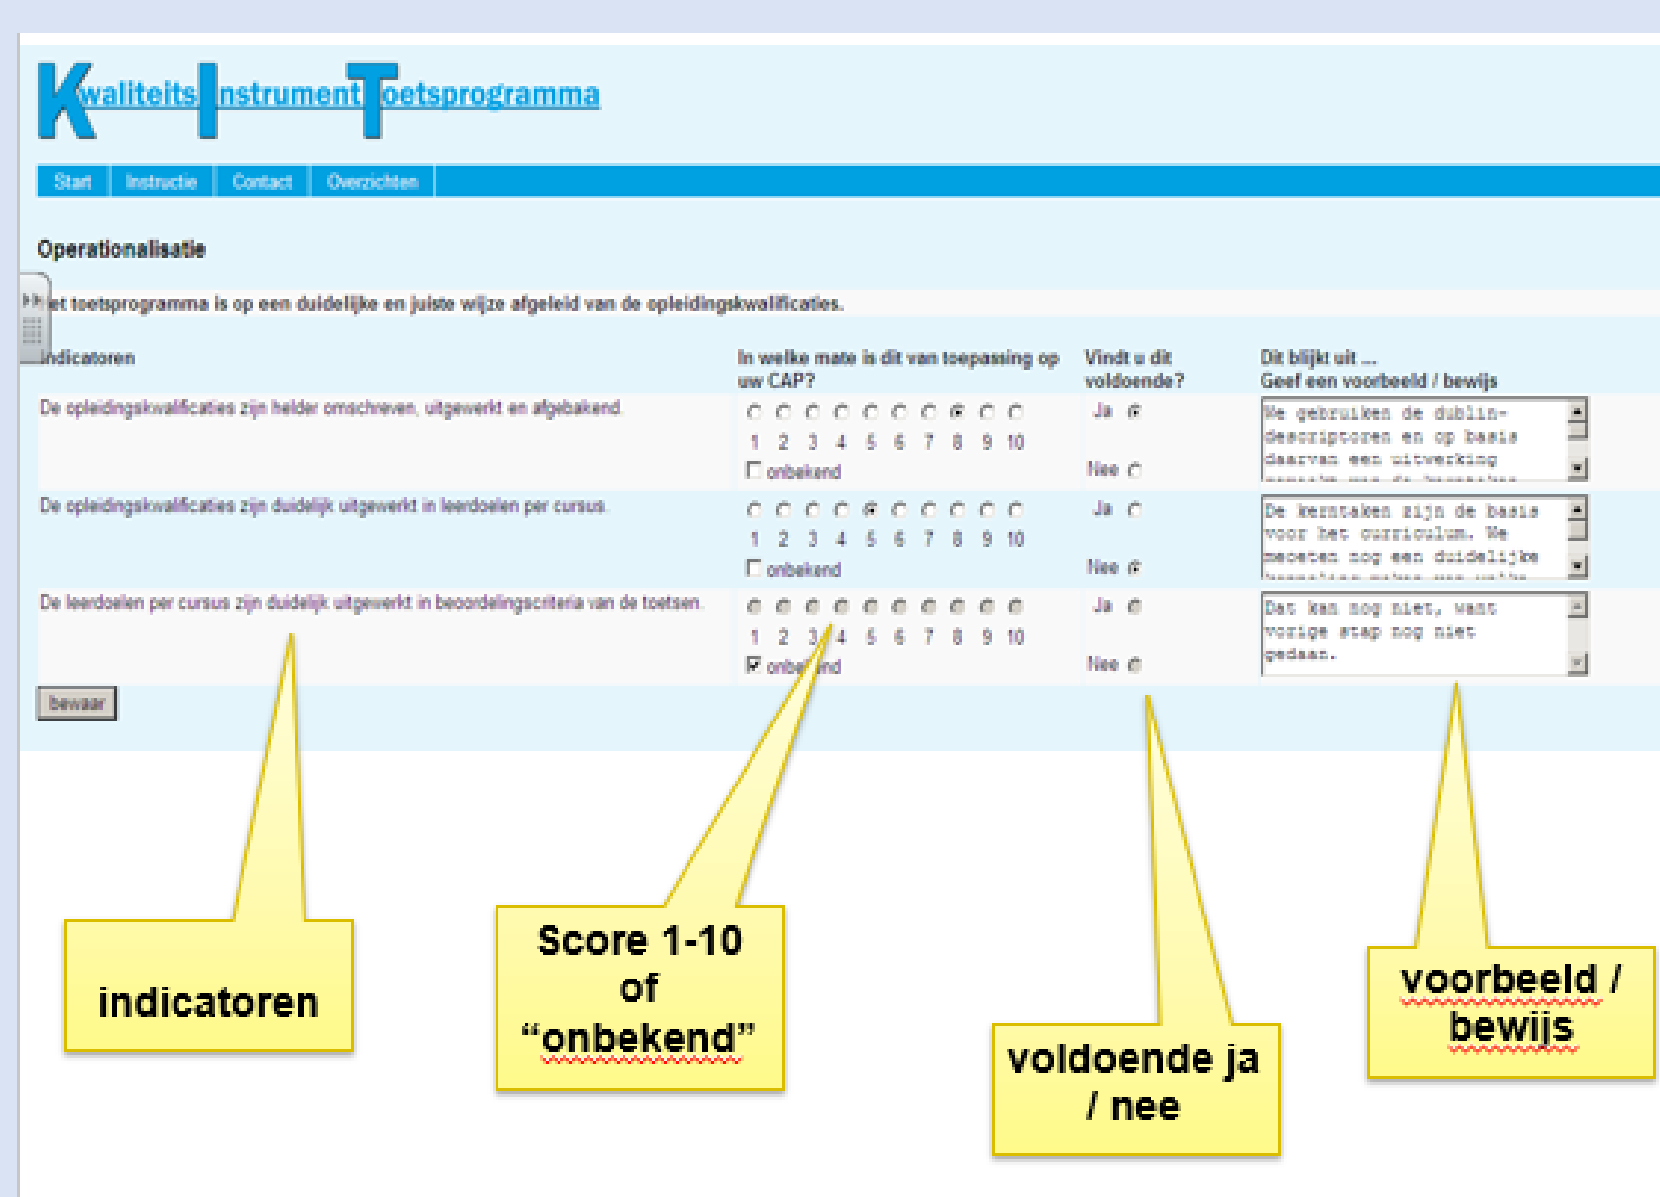 KwaliteitsInstrumentToetsprogramma
Start Instructie Contact Overzichten
Operationalisatie
et toetsprogramma is op een duidelijke en juiste wijze afgeleid van de opleidingskwalificaties.
Indicatoren In welke mate is dit van toepassing op uw CAP? Vindt u dit voldoende? Dit blijkt uit ... Geef een voorbeeld / bewijs
De opleidingskwalificaties zijn helder omschreven, uitgewerkt en afgebakend.
1 2 3 4 5 6 7 8 9 10
onbekend
Ja
Nee
We gebruiken de dublin-
descriptoren en op basis
daarvan een uitwerking
De opleidingskwalificaties zijn duidelijk uitgewerkt in leerdoelen per cursus.
1 2 3 4 5 6 7 8 9 10
onbekend
Ja
Nee
De kerntaken zijn de basis
voor het curriculum. We
moeten nog een duidelijke
De leerdoelen per cursus zijn duidelijk uitgewerkt in beoordelingscriteria van de toetsen.
1 2 3 4 5 6 7 8 9 10
onbekend
Ja
Nee
Dat kan nog niet, want
vorige stap nog niet
gedaan.
bewaar
indicatoren
Score 1-10
of
“onbekend”
voldoende ja
/ nee
voorbeeld /
bewijs